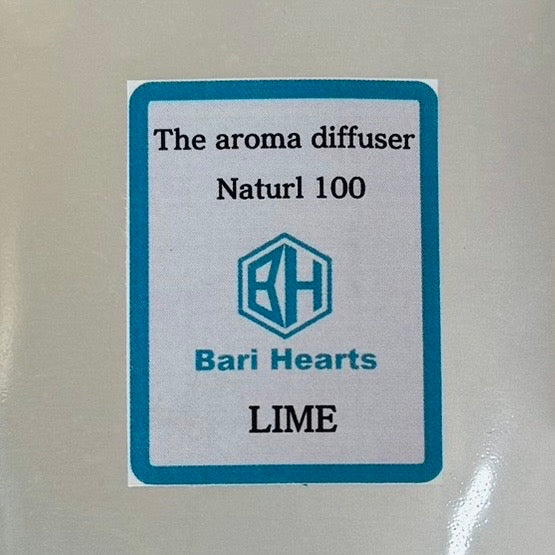 The aroma diffuser
Naturl 100
BH
Bari Hearts
LIME